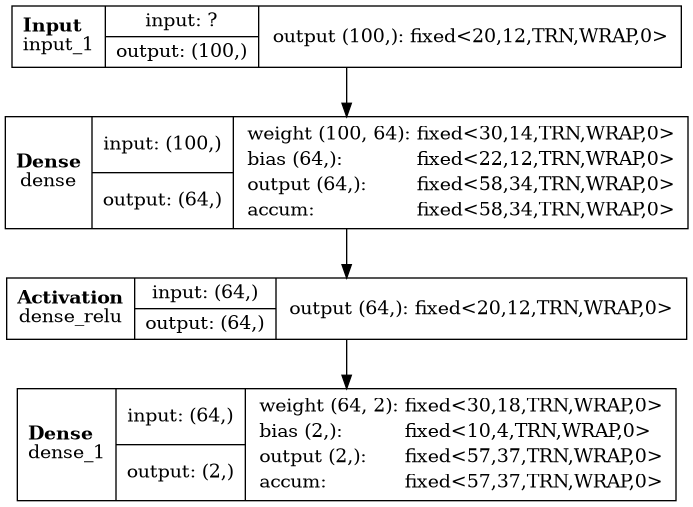 Input
input_1
input: ?
output: (100,)
output (100,): fixed<20,12,TRN,WRAP,0>
Dense
dense
input: (100,)
output: (64,)
weight (100, 64): fixed<30,14,TRN,WRAP,0>
bias (64,): fixed<22,12,TRN,WRAP,0>
output (64,): fixed<58,34,TRN,WRAP,0>
accum: fixed<58,34,TRN,WRAP,0>
Activation
dense_relu
input: (64,)
output: (64,)
output (64,): fixed<20,12,TRN,WRAP,0>
Dense
dense_1
input: (64,)
output: (2,)
weight (64, 2): fixed<30,18,TRN,WRAP,0>
bias (2,): fixed<10,4,TRN,WRAP,0>
output (2,): fixed<57,37,TRN,WRAP,0>
accum: fixed<57,37,TRN,WRAP,0>